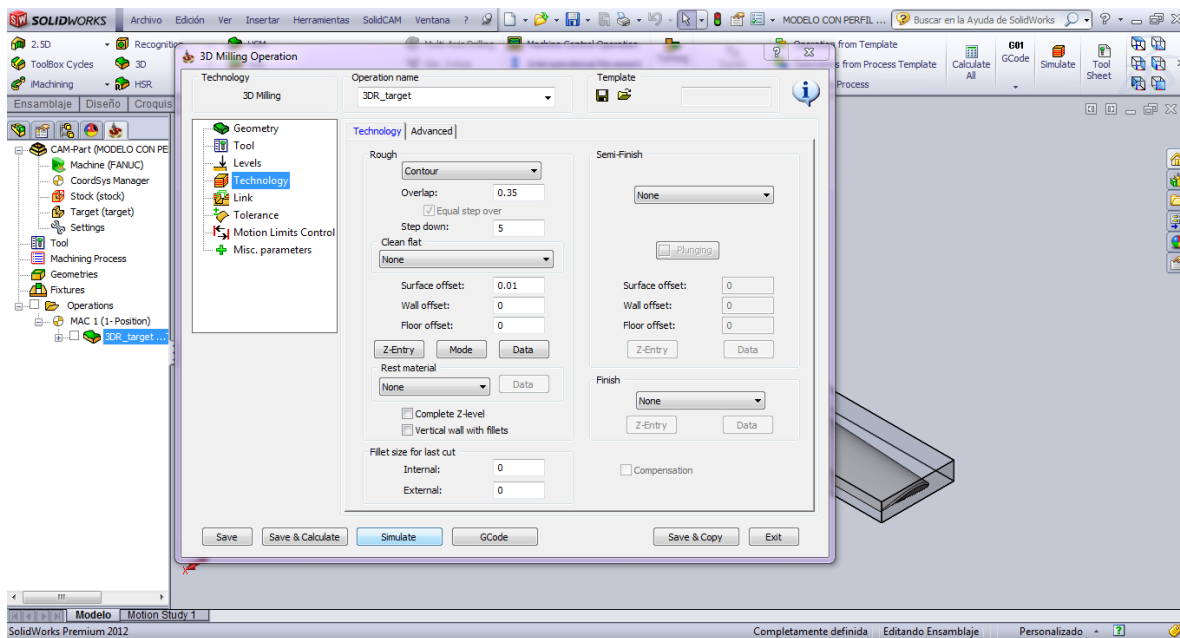 SOLIDWORKS Archivo Edición Ver Insertar Herramientas SolidCAM Ventana ? MODELO CON PERFIL ... Buscar en la Ayuda de SolidWorks
2.5D Recognition HSM Multi-Axis Drilling Machine Control Operation Operation from Template
ToolBox Cycles 3D from Process Template
iMachining HSR Process
Calculate All
G01 GCode
Simulate
Tool Sheet
Ensamblaje Diseño Croquis
CAM-Part (MODELO CON PE
Machine (FANUC)
CoordSys Manager
Stock (stock)
Target (target)
Settings
Tool
Machining Process
Geometries
Fixtures
Operations
MAC 1 (1- Position)
3DR_target ...T
3D Milling Operation
Technology
3D Milling
Operation name
3DR_target
Template
Geometry
Tool
Levels
Technology
Link
Tolerance
Motion Limits Control
Misc. parameters
Technology Advanced
Rough
Contour
Overlap: 0.35
Equal step over
Step down: 5
Clean flat
None
Surface offset: 0.01
Wall offset: 0
Floor offset: 0
Z-Entry Mode Data
Rest material
None Data
Complete Z-level
Vertical wall with fillets
Fillet size for last cut
Internal: 0
External: 0
Semi-Finish
None
Plunging
Surface offset: 0
Wall offset: 0
Floor offset: 0
Z-Entry Data
Finish
None
Z-Entry Data
Compensation
Save Save & Calculate Simulate GCode Save & Copy Exit
Modelo Motion Study 1
SolidWorks Premium 2012 Completamente definida Editando Ensamblaje Personalizado